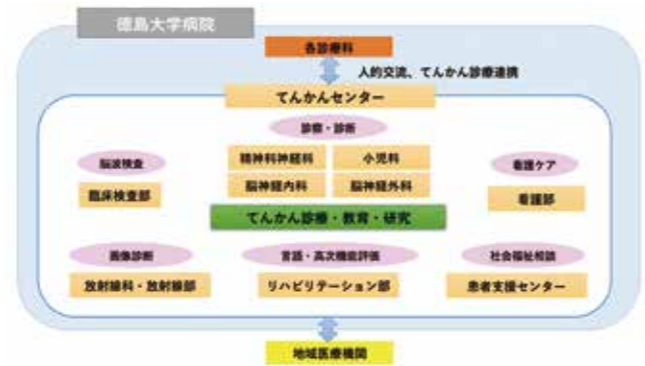 徳島大学病院
各診療科
人的交流、てんかん診療連携
てんかんセンター
診察・診断
脳波検査
精神科神経科
小児科
看護ケア
臨床検査部
脳神経内科
脳神経外科
看護部
てんかん診療・教育・研究
画像診断
言語・高次機能評価
社会福祉相談
放射線科・放射線部
リハビリテーション部
患者支援センター
地域医療機関